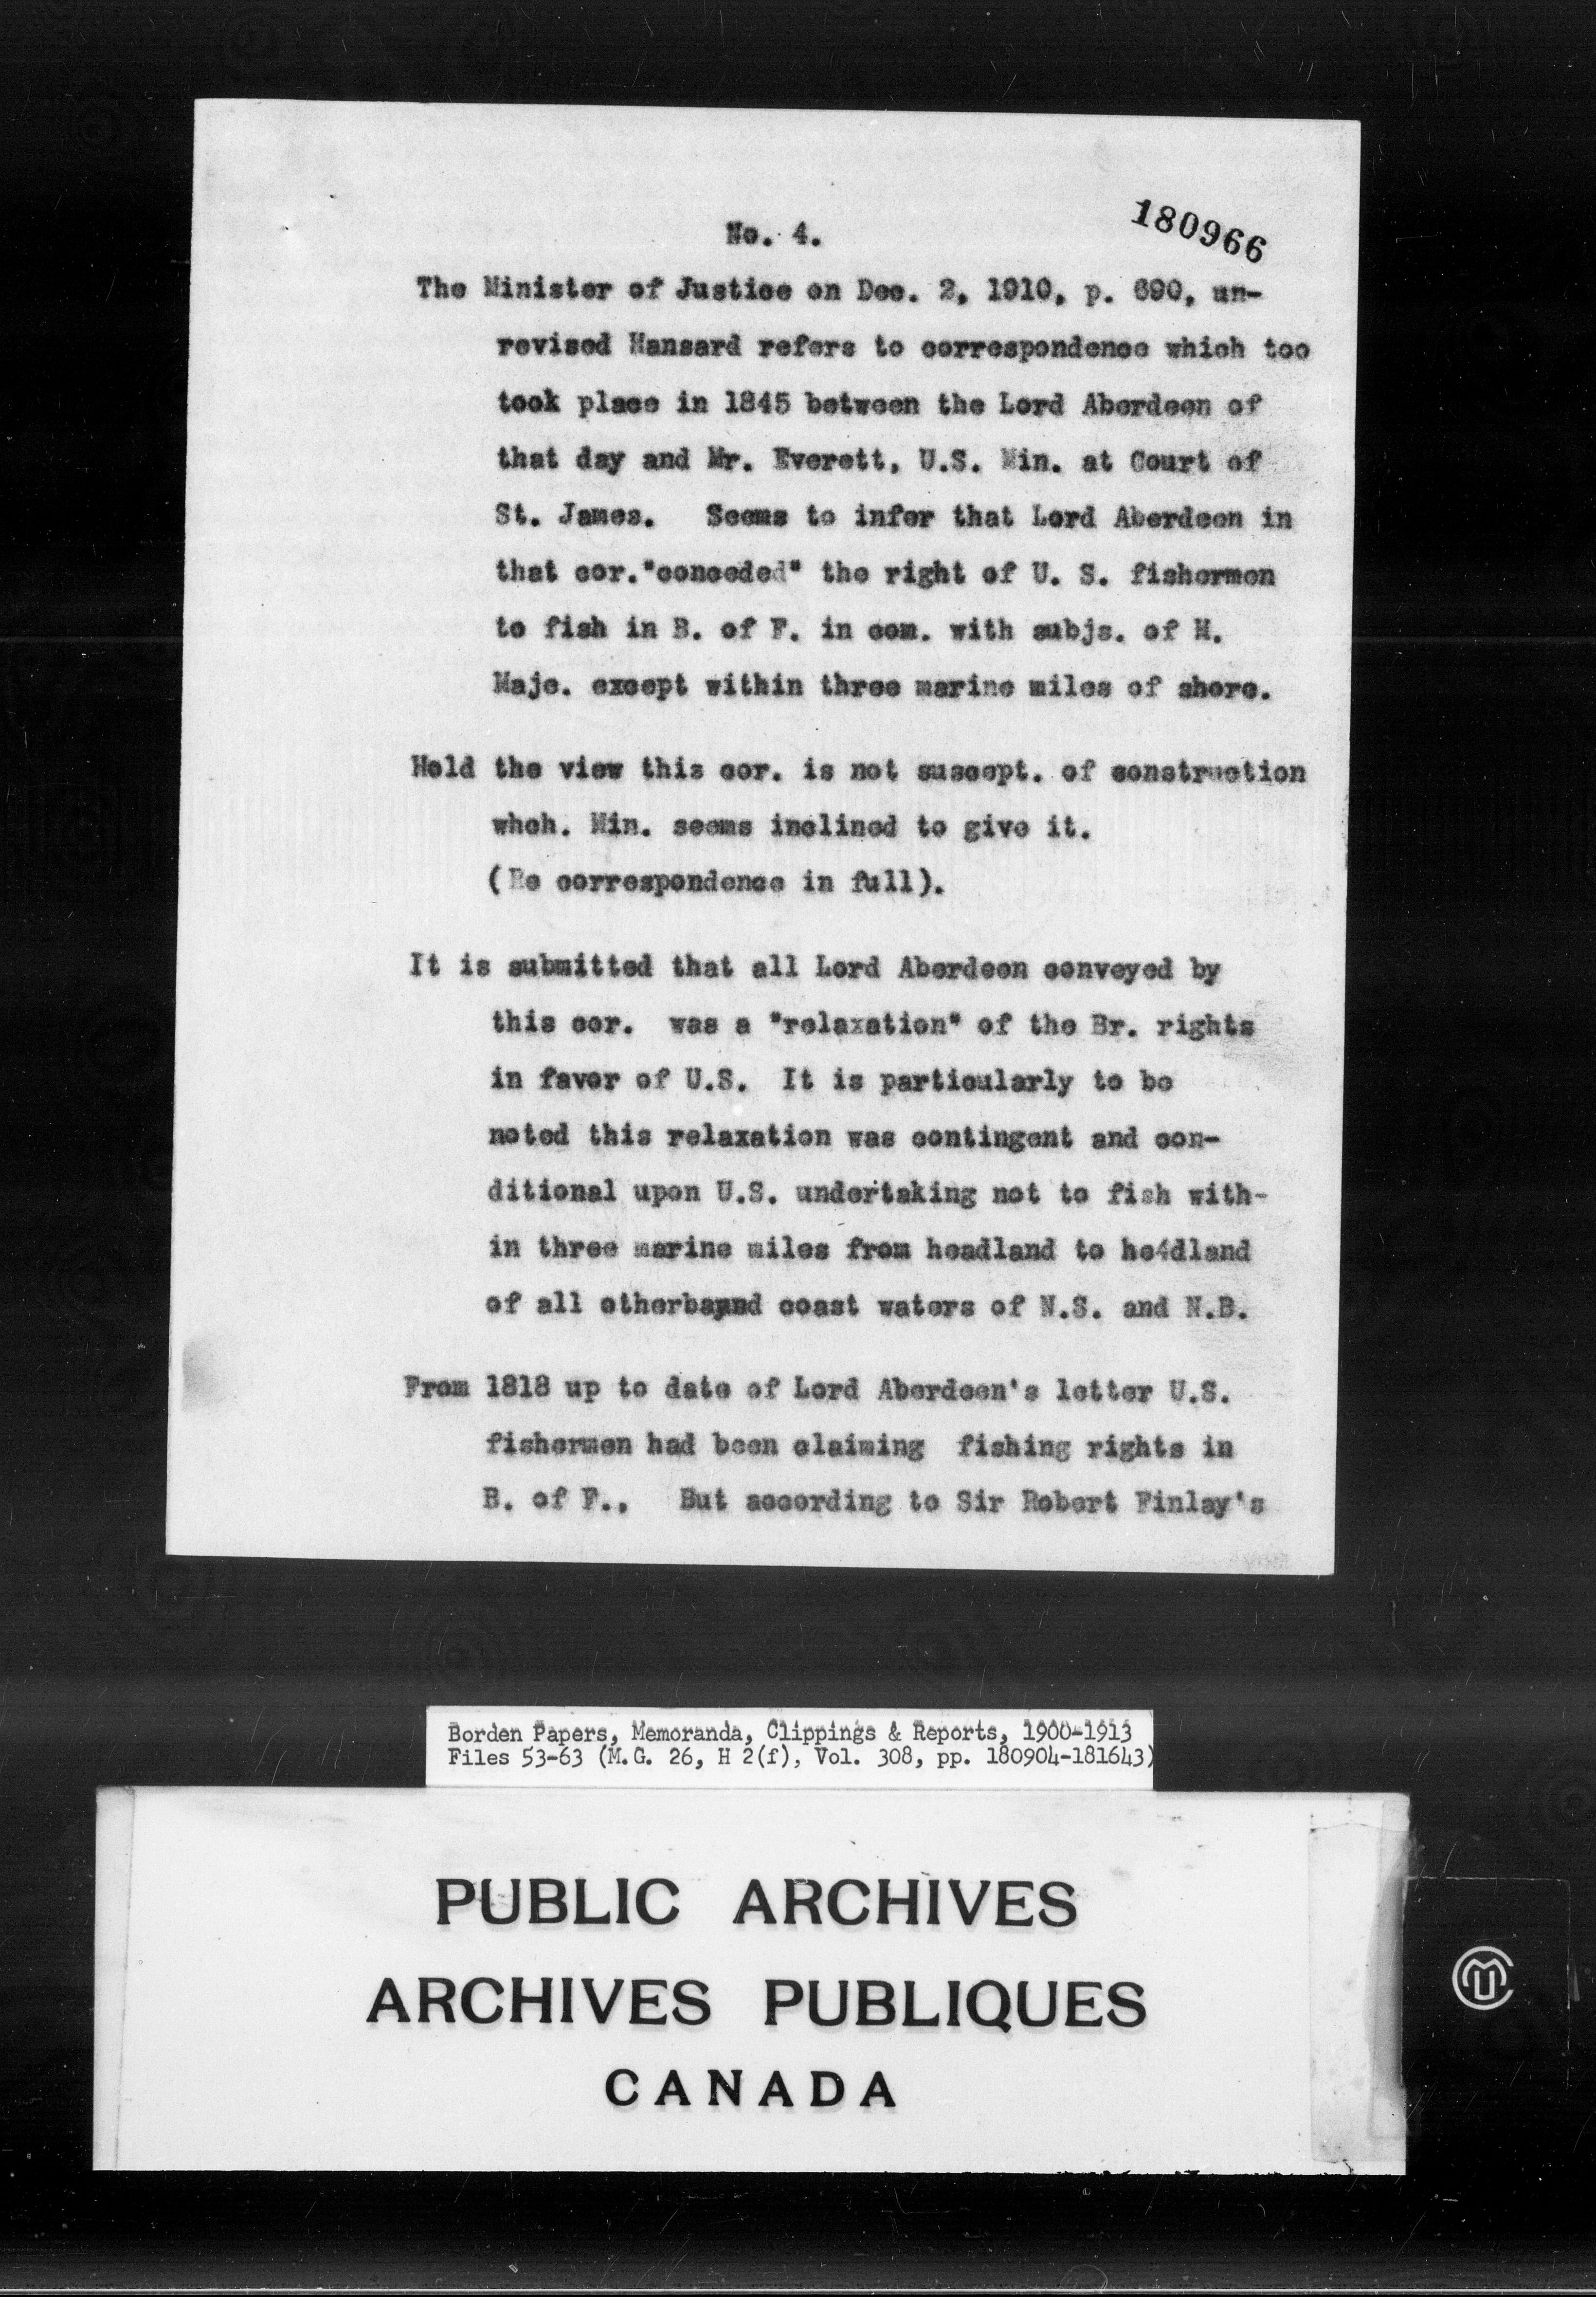 180966
No. 4.
The Minister of Justice on Dec. 2, 1910, p. 690, un-
revised Hansard refers to correspondence which too
took place in 1845 between the Lord Aberdeen of
that day and Mr. Everett, U.S. Min. at Court of
St. James. Seems to infer that Lord Aberdeen in
that cor."conceded" the right of U. S. fishermen
to fish in B. of F. in com. with subjs. of H.
Maje. except within three marine miles of shore.
Hold the view this cor. is not suscept. of construction
whch. Min. seems inclined to give it.
(Re correspondence in full).
It is submitted that all Lord Aberdeen conveyed by
this cor. was a "relaxation" of the Br. rights
in favor of U.S. It is particularly to be
noted this relaxation was contingent and con-
ditional upon U.S. undertaking not to fish with-
in three marine miles from headland to he4dland
of all otherbaynd coast waters of N.S. and N.B.
From 1818 up to date of Lord Aberdeen's letter U.S.
fishermen had been claiming fishing rights in
B. of F., But according to Sir Robert Finlay's
Borden Papers, Memoranda, Clippings & Reports, 1900-1913
Files 53-63 (M.G. 26, H 2(f), Vol. 308, pp. 180904-181643)
PUBLIC ARCHIVES
ARCHIVES PUBLIQUES
CANADA